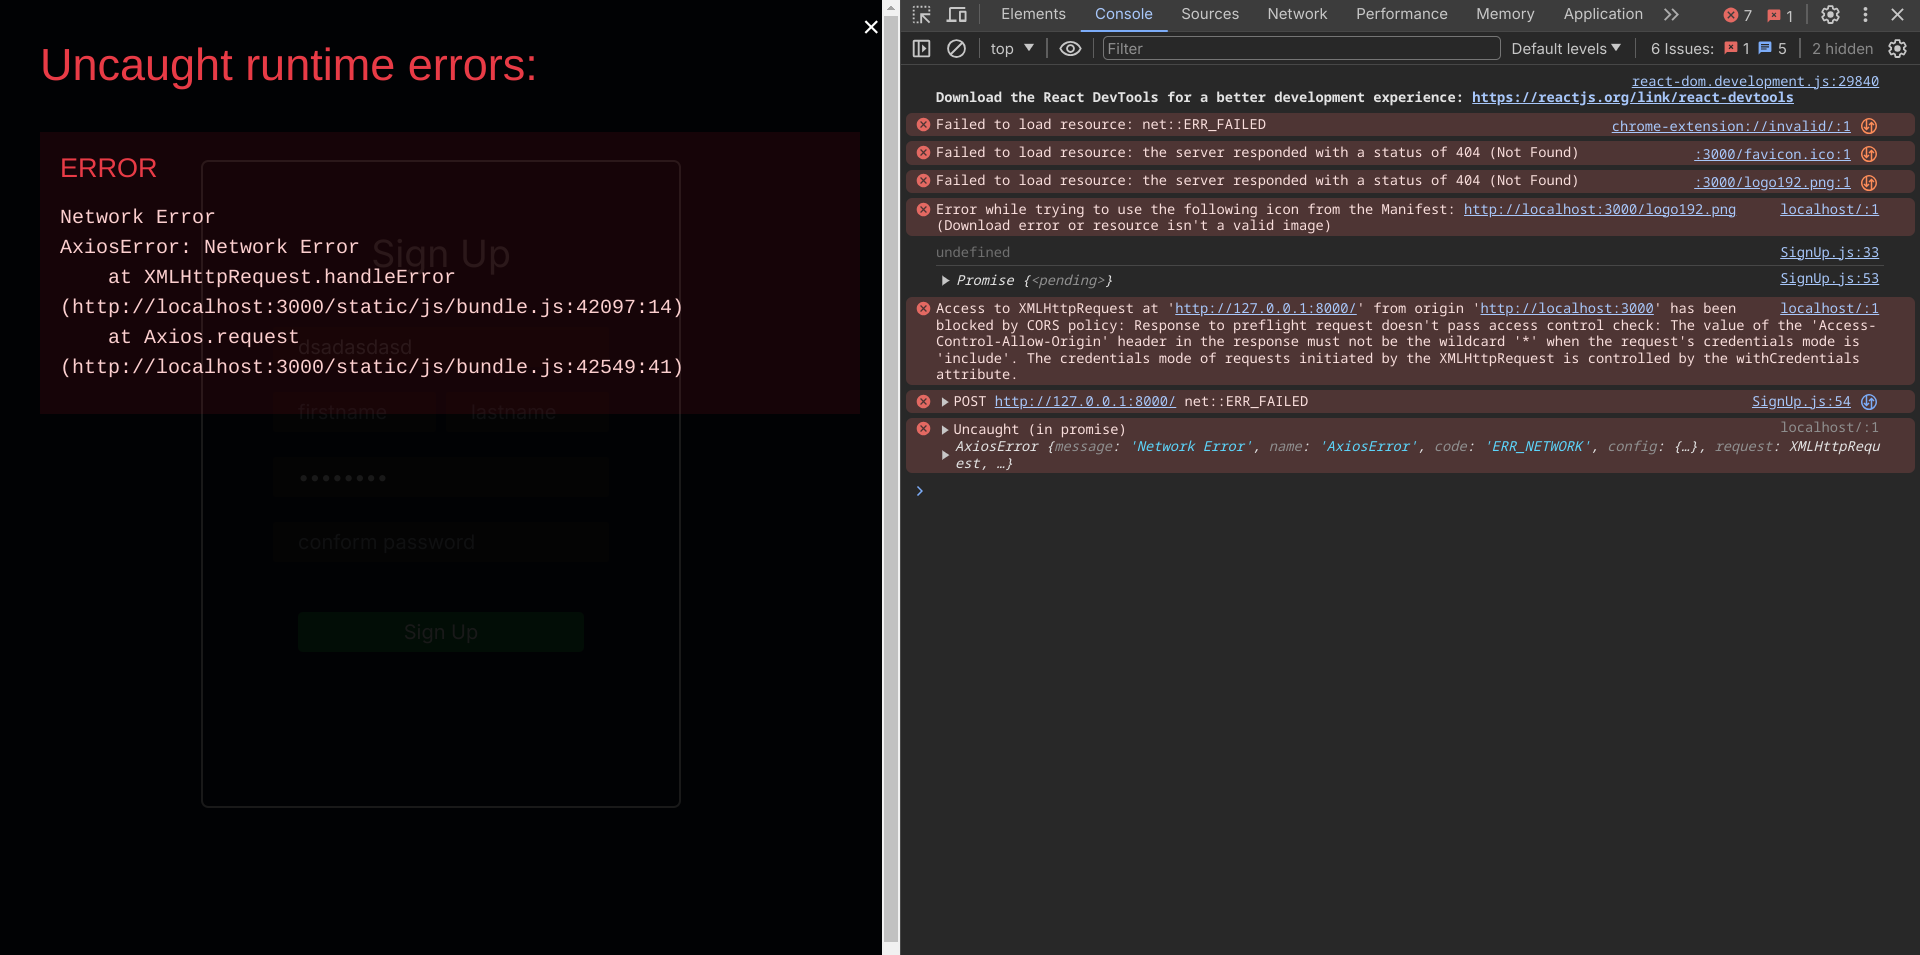 Uncaught runtime errors:
ERROR
Network Error
AxiosError: Network Error
at XMLHttpRequest.handleError
(http://localhost:3000/static/js/bundle.js:42097:14)
at Axios.request
(http://localhost:3000/static/js/bundle.js:42549:41)
Sign Up
dsadasdasd
firstname lastname
••••••••
conform password
Sign Up
Elements Console Sources Network Performance Memory Application 7 1
top Filter Default levels 6 Issues: 1 5 2 hidden
react-dom.development.js:29840
Download the React DevTools for a better development experience: https://reactjs.org/link/react-devtools
Failed to load resource: net::ERR_FAILED chrome-extension://invalid/:1
Failed to load resource: the server responded with a status of 404 (Not Found) :3000/favicon.ico:1
Failed to load resource: the server responded with a status of 404 (Not Found) :3000/logo192.png:1
Error while trying to use the following icon from the Manifest: http://localhost:3000/logo192.png localhost/:1
(Download error or resource isn't a valid image)
undefined SignUp.js:33
Promise {<pending>} SignUp.js:53
Access to XMLHttpRequest at 'http://127.0.0.1:8000/' from origin 'http://localhost:3000' has been localhost/:1
blocked by CORS policy: Response to preflight request doesn't pass access control check: The value of the 'Access-
Control-Allow-Origin' header in the response must not be the wildcard '*' when the request's credentials mode is
'include'. The credentials mode of requests initiated by the XMLHttpRequest is controlled by the withCredentials
attribute.
POST http://127.0.0.1:8000/ net::ERR_FAILED SignUp.js:54
Uncaught (in promise) localhost/:1
AxiosError {message: 'Network Error', name: 'AxiosError', code: 'ERR_NETWORK', config: {…}, request: XMLHttpRequ
est, …}